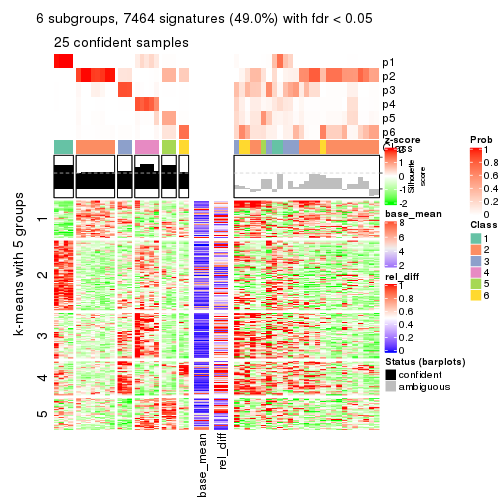 6 subgroups, 7464 signatures (49.0%) with fdr < 0.05
25 confident samples
p1
p2
p3
p4
p5
p6
z-score
2
1
0
-1
-2
1
0.5
0
Silhouette
score
base_mean
8
6
4
2
rel_diff
1
0.8
0.6
0.4
0.2
0
Status (barplots)
confident
ambiguous
Prob
1
0.8
0.6
0.4
0.2
0
Class
1
2
3
4
5
6
k-means with 5 groups
1
2
3
4
5
base_mean
rel_diff